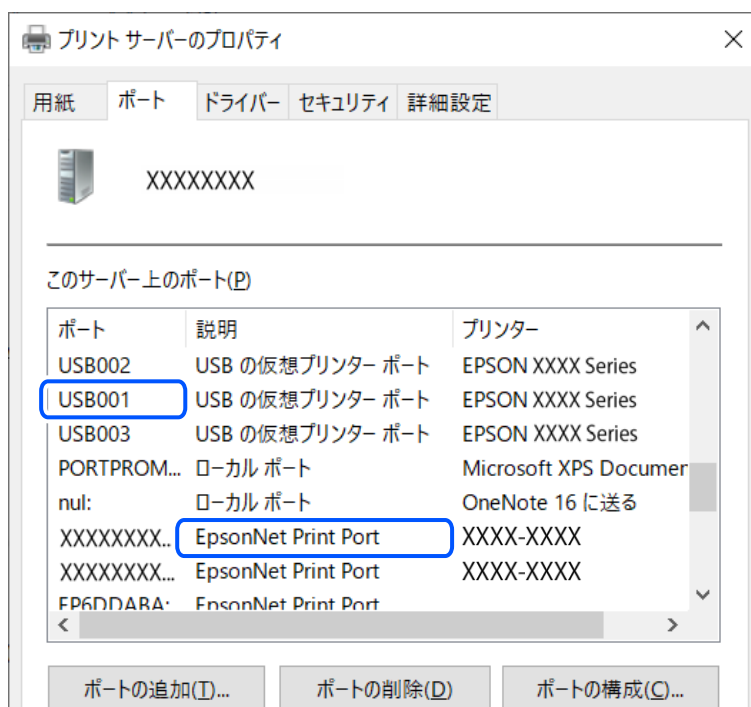 プリント サーバーのプロパティ
用紙 ポート ドライバー セキュリティ 詳細設定
XXXXXXXX
このサーバー上のポート(P)
ポート 説明 プリンター
USB002 USB の仮想プリンター ポート EPSON XXXX Series
USB001 USB の仮想プリンター ポート EPSON XXXX Series
USB003 USB の仮想プリンター ポート EPSON XXXX Series
PORTPROM... ローカル ポート Microsoft XPS Documen
nul: ローカル ポート OneNote 16 に送る
XXXXXXXX.. EpsonNet Print Port XXXX-XXXX
XXXXXXXX... EpsonNet Print Port XXXX-XXXX
EP6DDABA: EpsonNet Print Port
ポートの追加(T)... ポートの削除(D) ポートの構成(C)...